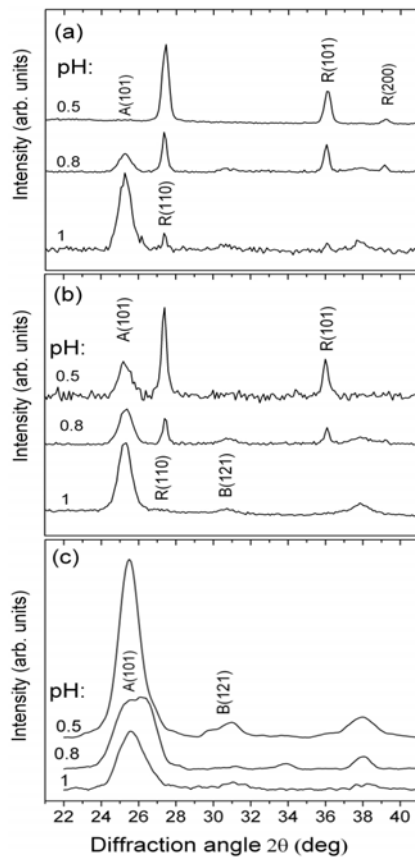 (a)
pH:
A(101)
R(101)
R(200)
0.5
0.8
R(110)
1
Intensity (arb. units)
(b)
pH:
A(101)
R(101)
0.5
0.8
R(110)
B(121)
1
Intensity (arb. units)
(c)
A(101)
pH:
B(121)
0.5
0.8
1
Intensity (arb. units)
22 24 26 28 30 32 34 36 38 40
Diffraction angle 2θ (deg)